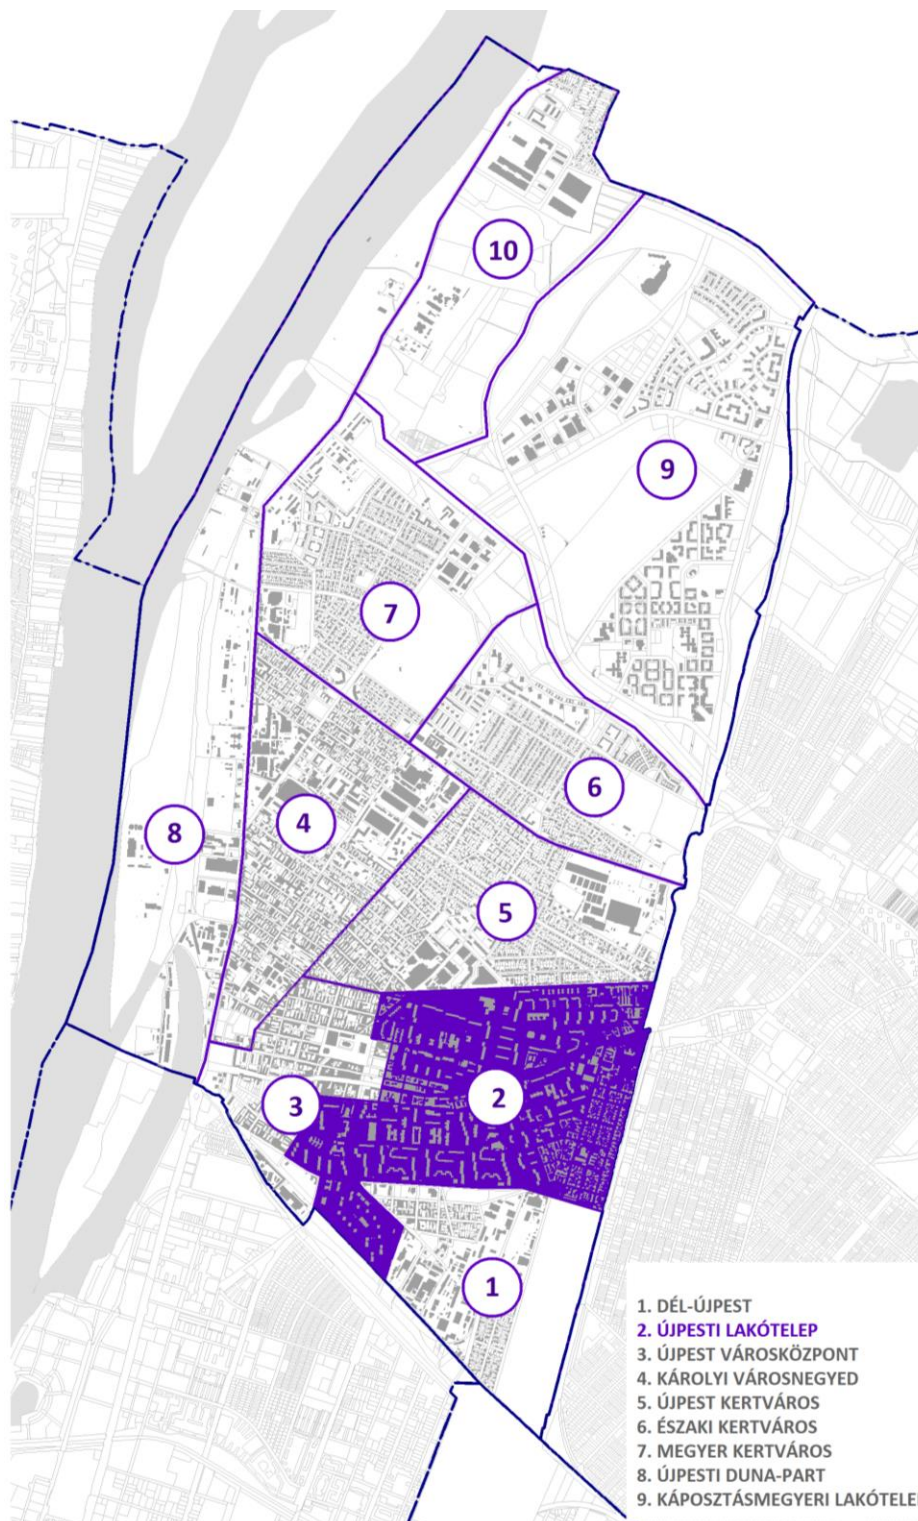 10
9
7
6
8
4
5
2
3
1
1. DÉL-ÚJPEST
2. ÚJPESTI LAKÓTELEP
3. ÚJPEST VÁROSKÖZPONT
4. KÁROLYI VÁROSNEGYED
5. ÚJPEST KERTVÁROS
6. ÉSZAKI KERTVÁROS
7. MEGYER KERTVÁROS
8. ÚJPESTI DUNA-PART
9. KÁPOSZTÁSMEGYERI LAKÓTELE